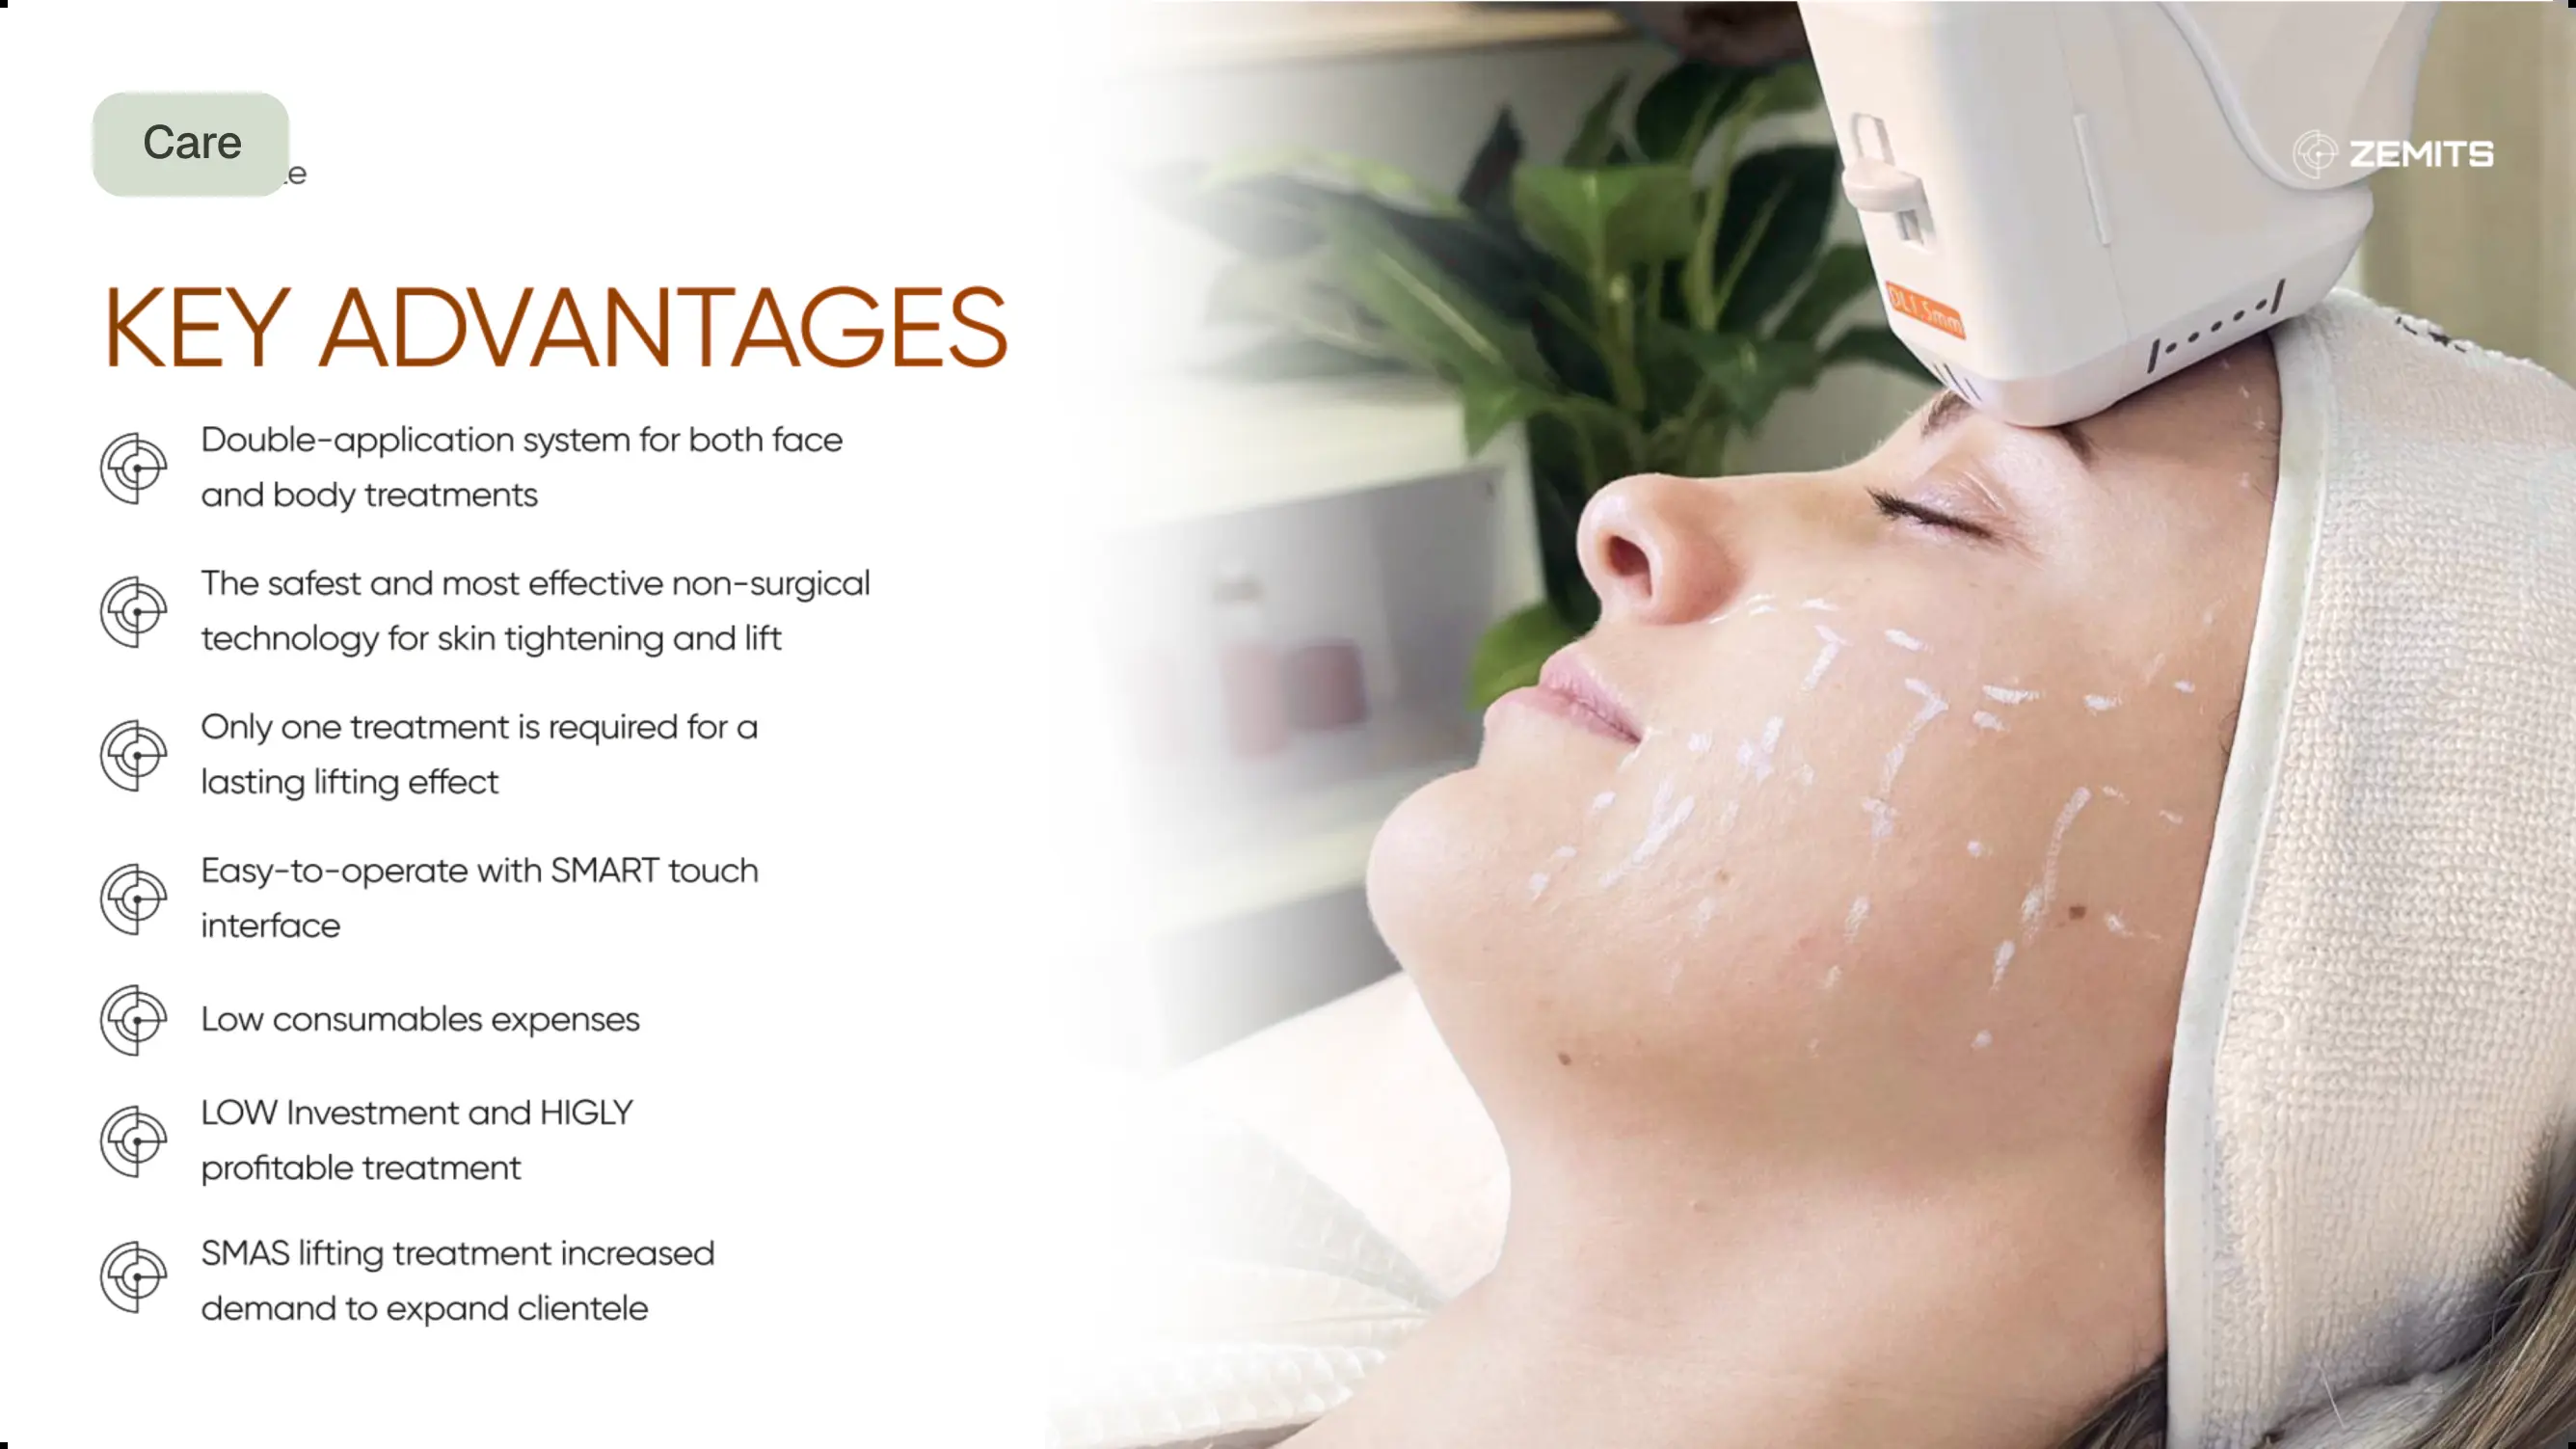 Care
ZEMITS
KEY ADVANTAGES
Double-application system for both face
and body treatments
The safest and most effective non-surgical
technology for skin tightening and lift
Only one treatment is required for a
lasting lifting effect
Easy-to-operate with SMART touch
interface
Low consumables expenses
LOW Investment and HIGLY
profitable treatment
SMAS lifting treatment increased
demand to expand clientele
DL1.5mm